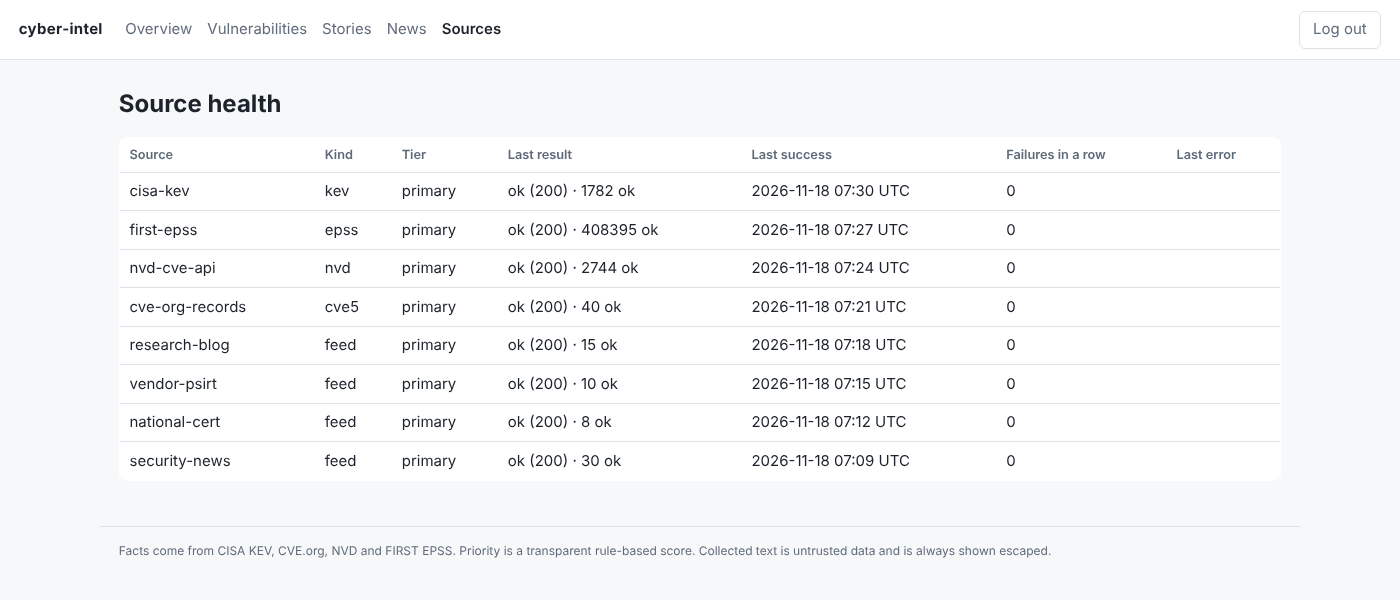 cyber-intel Overview Vulnerabilities Stories News Sources Log out
Source health
Source Kind Tier Last result Last success Failures in a row Last error
cisa-kev kev primary ok (200) · 1782 ok 2026-11-18 07:30 UTC 0
first-epss epss primary ok (200) · 408395 ok 2026-11-18 07:27 UTC 0
nvd-cve-api nvd primary ok (200) · 2744 ok 2026-11-18 07:24 UTC 0
cve-org-records cve5 primary ok (200) · 40 ok 2026-11-18 07:21 UTC 0
research-blog feed primary ok (200) · 15 ok 2026-11-18 07:18 UTC 0
vendor-psirt feed primary ok (200) · 10 ok 2026-11-18 07:15 UTC 0
national-cert feed primary ok (200) · 8 ok 2026-11-18 07:12 UTC 0
security-news feed primary ok (200) · 30 ok 2026-11-18 07:09 UTC 0
Facts come from CISA KEV, CVE.org, NVD and FIRST EPSS. Priority is a transparent rule-based score. Collected text is untrusted data and is always shown escaped.